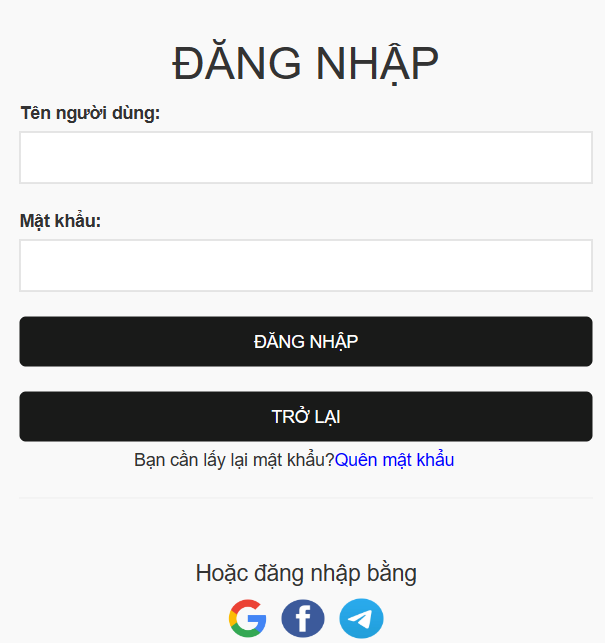 ĐĂNG NHẬP
Tên người dùng:
Mật khẩu:
ĐĂNG NHẬP
TRỞ LẠI
Bạn cần lấy lại mật khẩu?Quên mật khẩu
Hoặc đăng nhập bằng